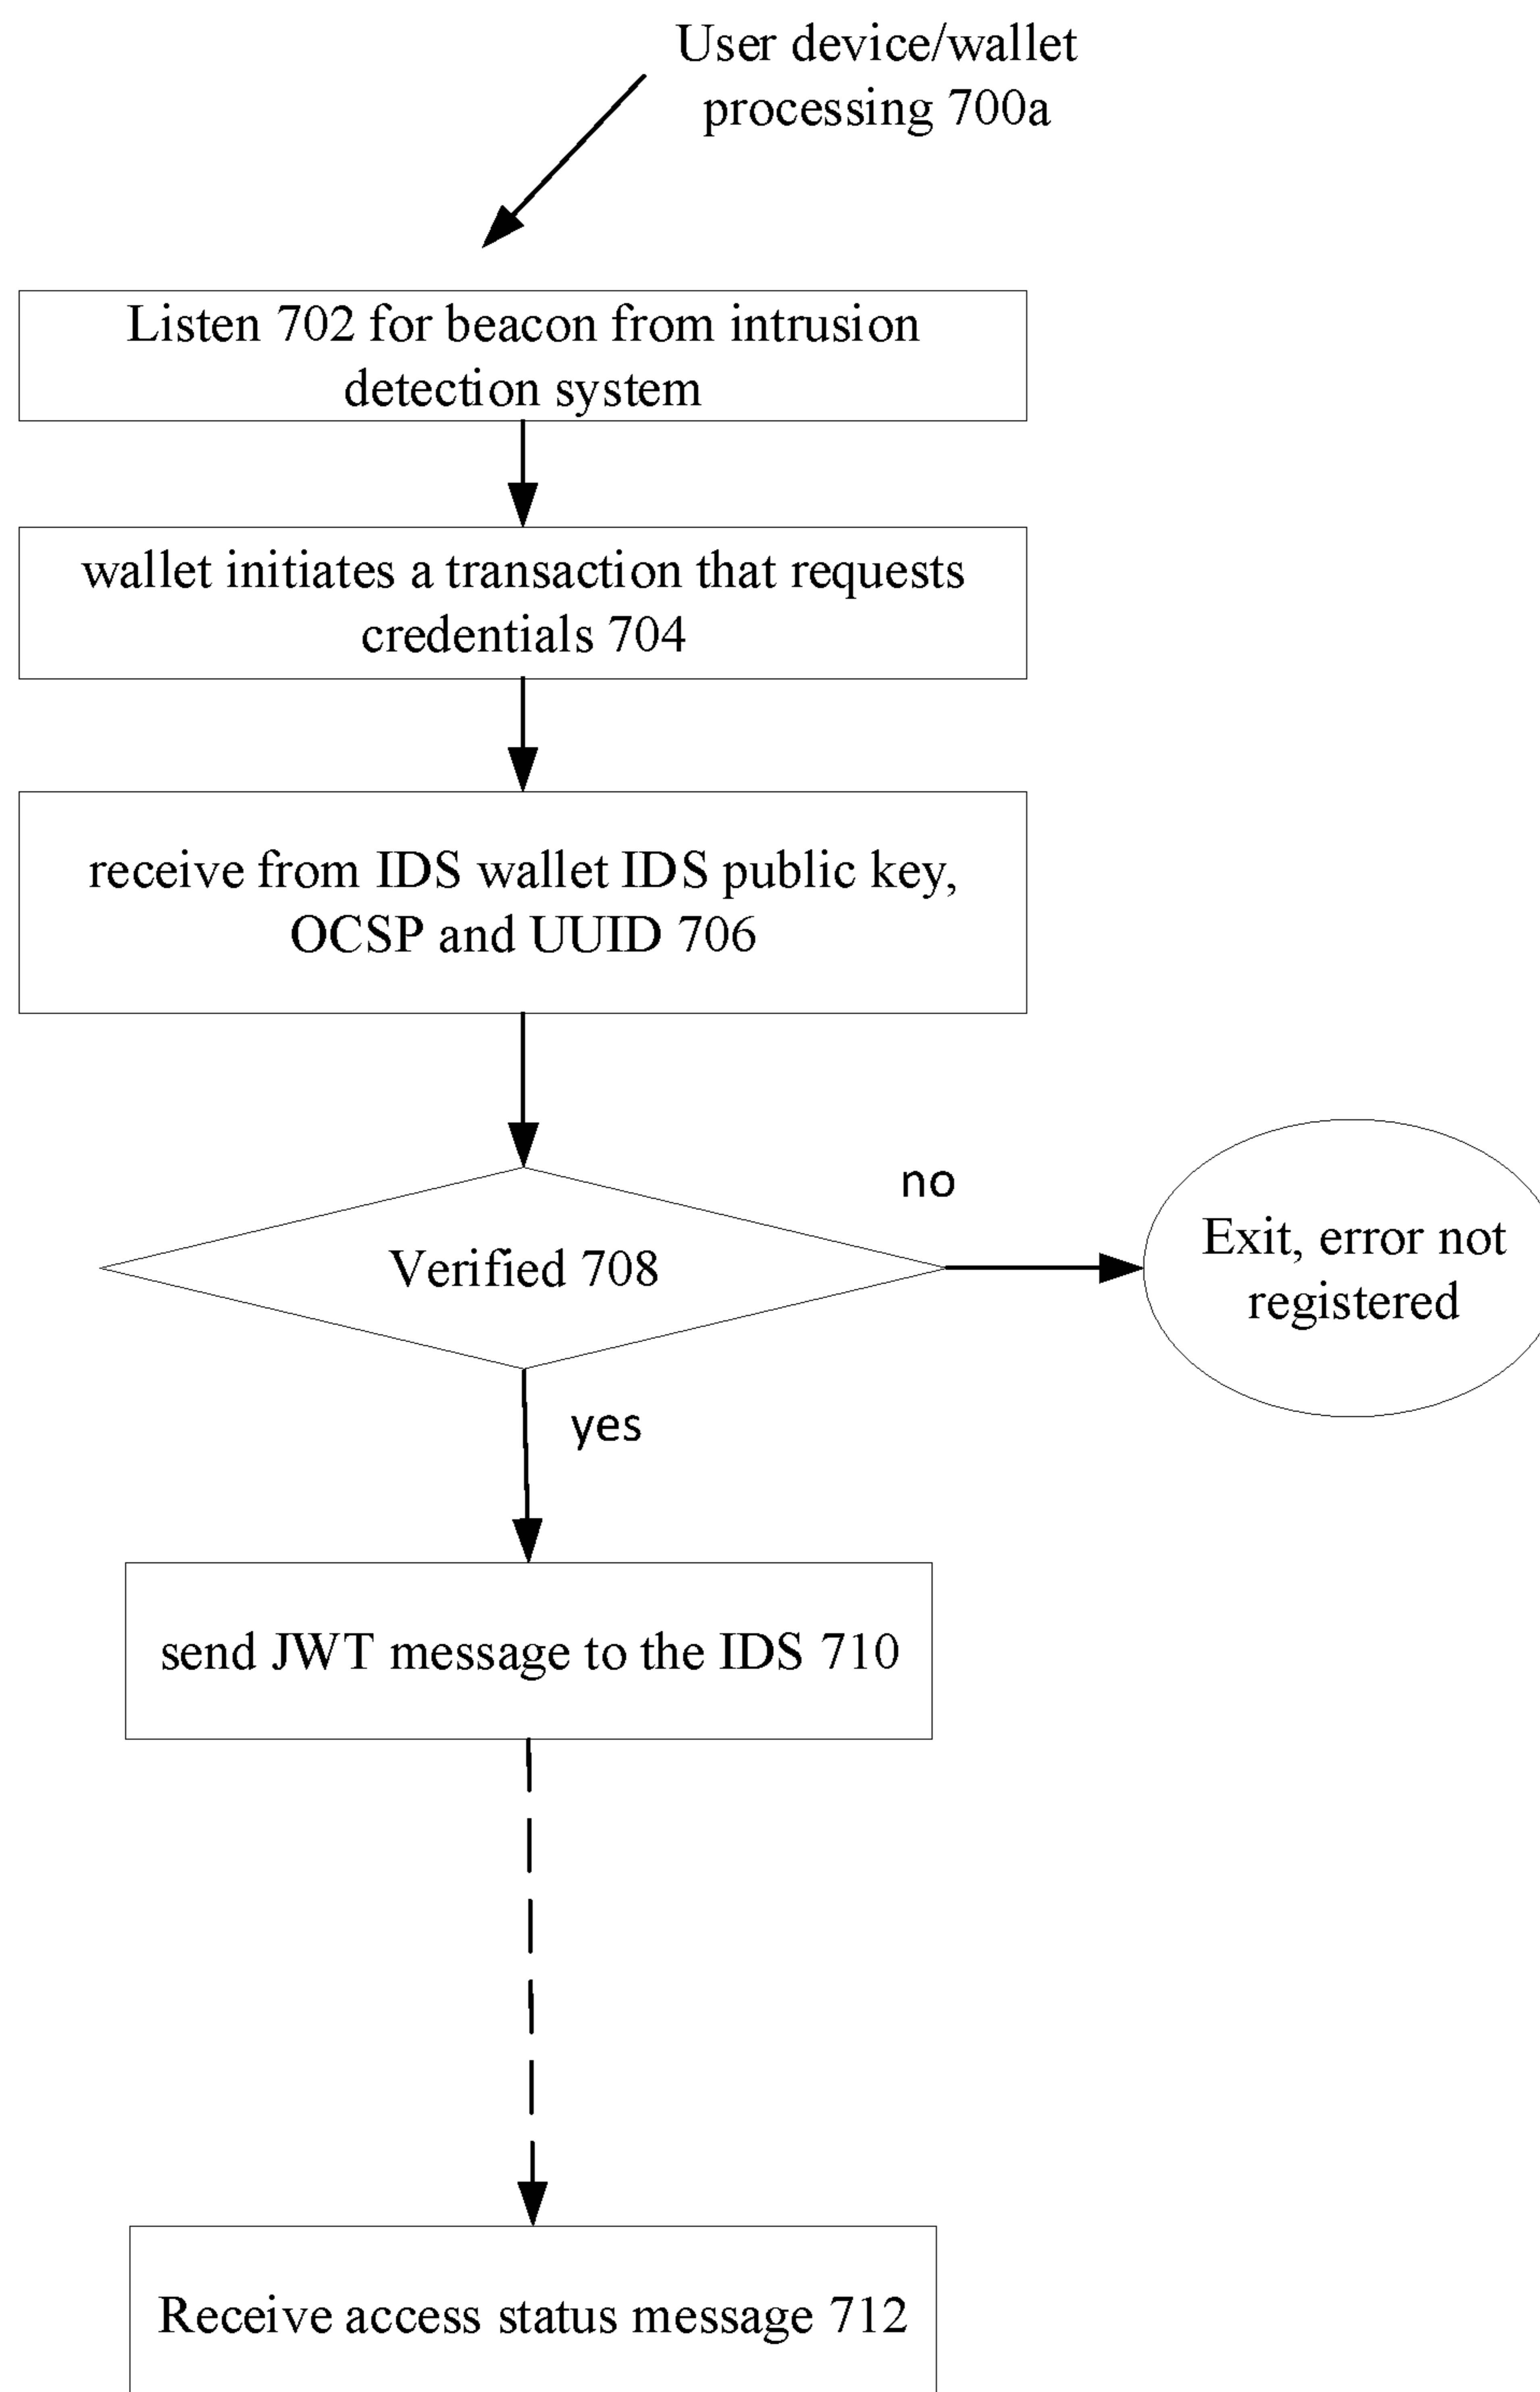 User device/wallet
processing 700a
Listen 702 for beacon from intrusion
detection system
wallet initiates a transaction that requests
credentials 704
receive from IDS wallet IDS public key,
OCSP and UUID 706
Verified 708
no
Exit, error not
registered
yes
send JWT message to the IDS 710
Receive access status message 712